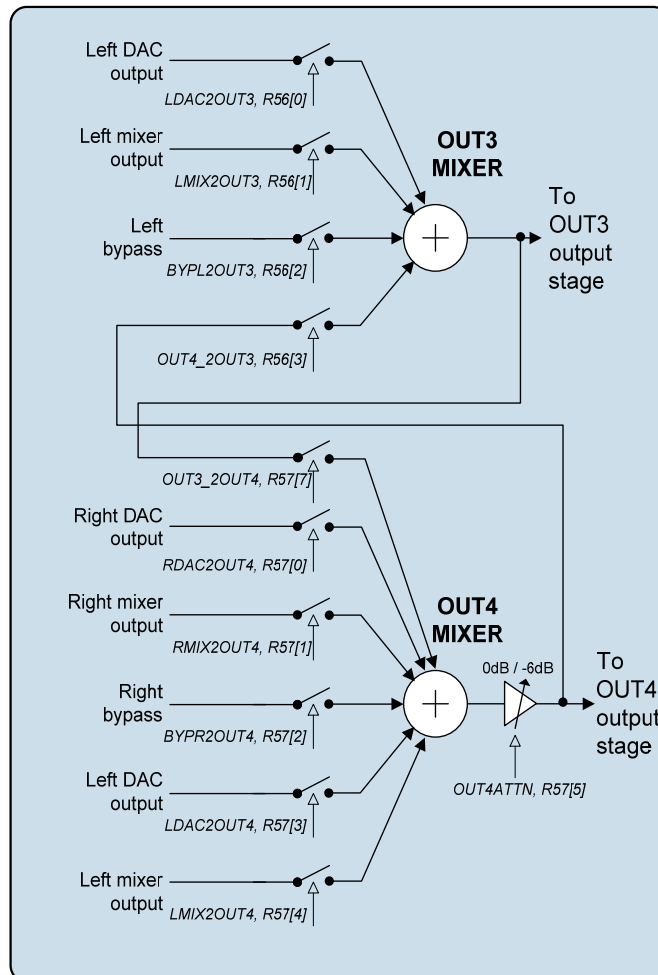 Left DAC
output
LDAC2OUT3, R56[0]
Left mixer
output
LMIX2OUT3, R56[1]
OUT3
MIXER
Left
bypass
BYPL2OUT3, R56[2]
To
OUT3
output
stage
OUT4_2OUT3, R56[3]
OUT3_2OUT4, R57[7]
Right DAC
output
RDAC2OUT4, R57[0]
Right mixer
output
RMIX2OUT4, R57[1]
OUT4
MIXER
Right
bypass
BYPR2OUT4, R57[2]
0dB / -6dB
To
OUT4
output
stage
OUT4ATTN, R57[5]
Left DAC
output
LDAC2OUT4, R57[3]
Left mixer
output
LMIX2OUT4, R57[4]